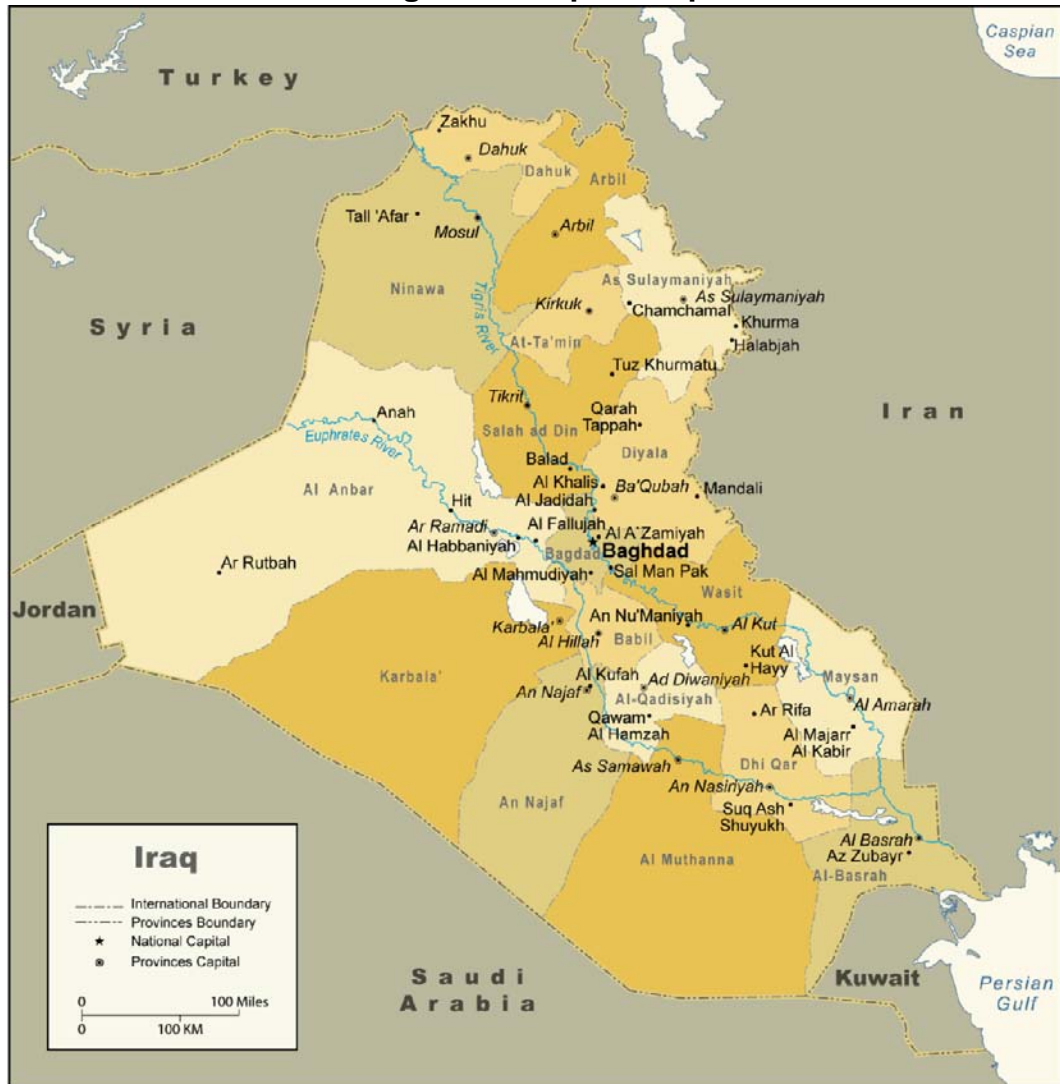 Caspian
Sea
Turkey
Zakhu
Dahuk
Dahuk
Arbil
Tall 'Afar
Mosul
Arbil
Ninawa
Tigris River
As Sulaymaniyah
As Sulaymaniyah
Kirkuk
Chamchamal
Syria
Khurma
At-Ta'min
Halabjah
Tuz Khurmatu
Tikrit
Anah
Qarah
Tappah
Iran
Euphrates River
Salah ad Din
Diyala
Balad
Al Khalis
Ba'Qubah
Mandali
Al Anbar
Hit
Al Jadidah
Ar Ramadi
Al Fallujah
Al A'Zamiyah
Al Habbaniyah
Bagdad
Baghdad
Ar Rutbah
Al Mahmudiyah
Sal Man Pak
Wasit
Jordan
An Nu'Maniyah
Karbala'
Al Kut
Al Hillah
Babil
Kut Al
Hayy
Karbala'
Al Kufah
Ad Diwaniyah
Maysan
An Najaf
Al-Qadisiyah
Al Amarah
Qawam
Al Hamzah
Ar Rifa
Al Majarr
Al Kabir
As Samawah
Dhi Qar
An Nasiriyah
An Najaf
Suq Ash
Shuyukh
Al Basrah
Az Zubayr
Al Muthanna
Al-Basrah
Iraq
International Boundary
Provinces Boundary
National Capital
Provinces Capital
0 100 Miles
0 100 KM
Saudi
Arabia
Kuwait
Persian
Gulf